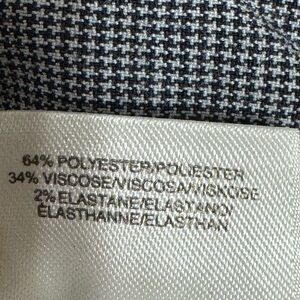 64% POLYESTER/POLIESTER
34% VISCOSE/VISCOSA/VISKOSE
2% ELASTANE/ELASTANO/
ELASTHANNE/ELASTHAN